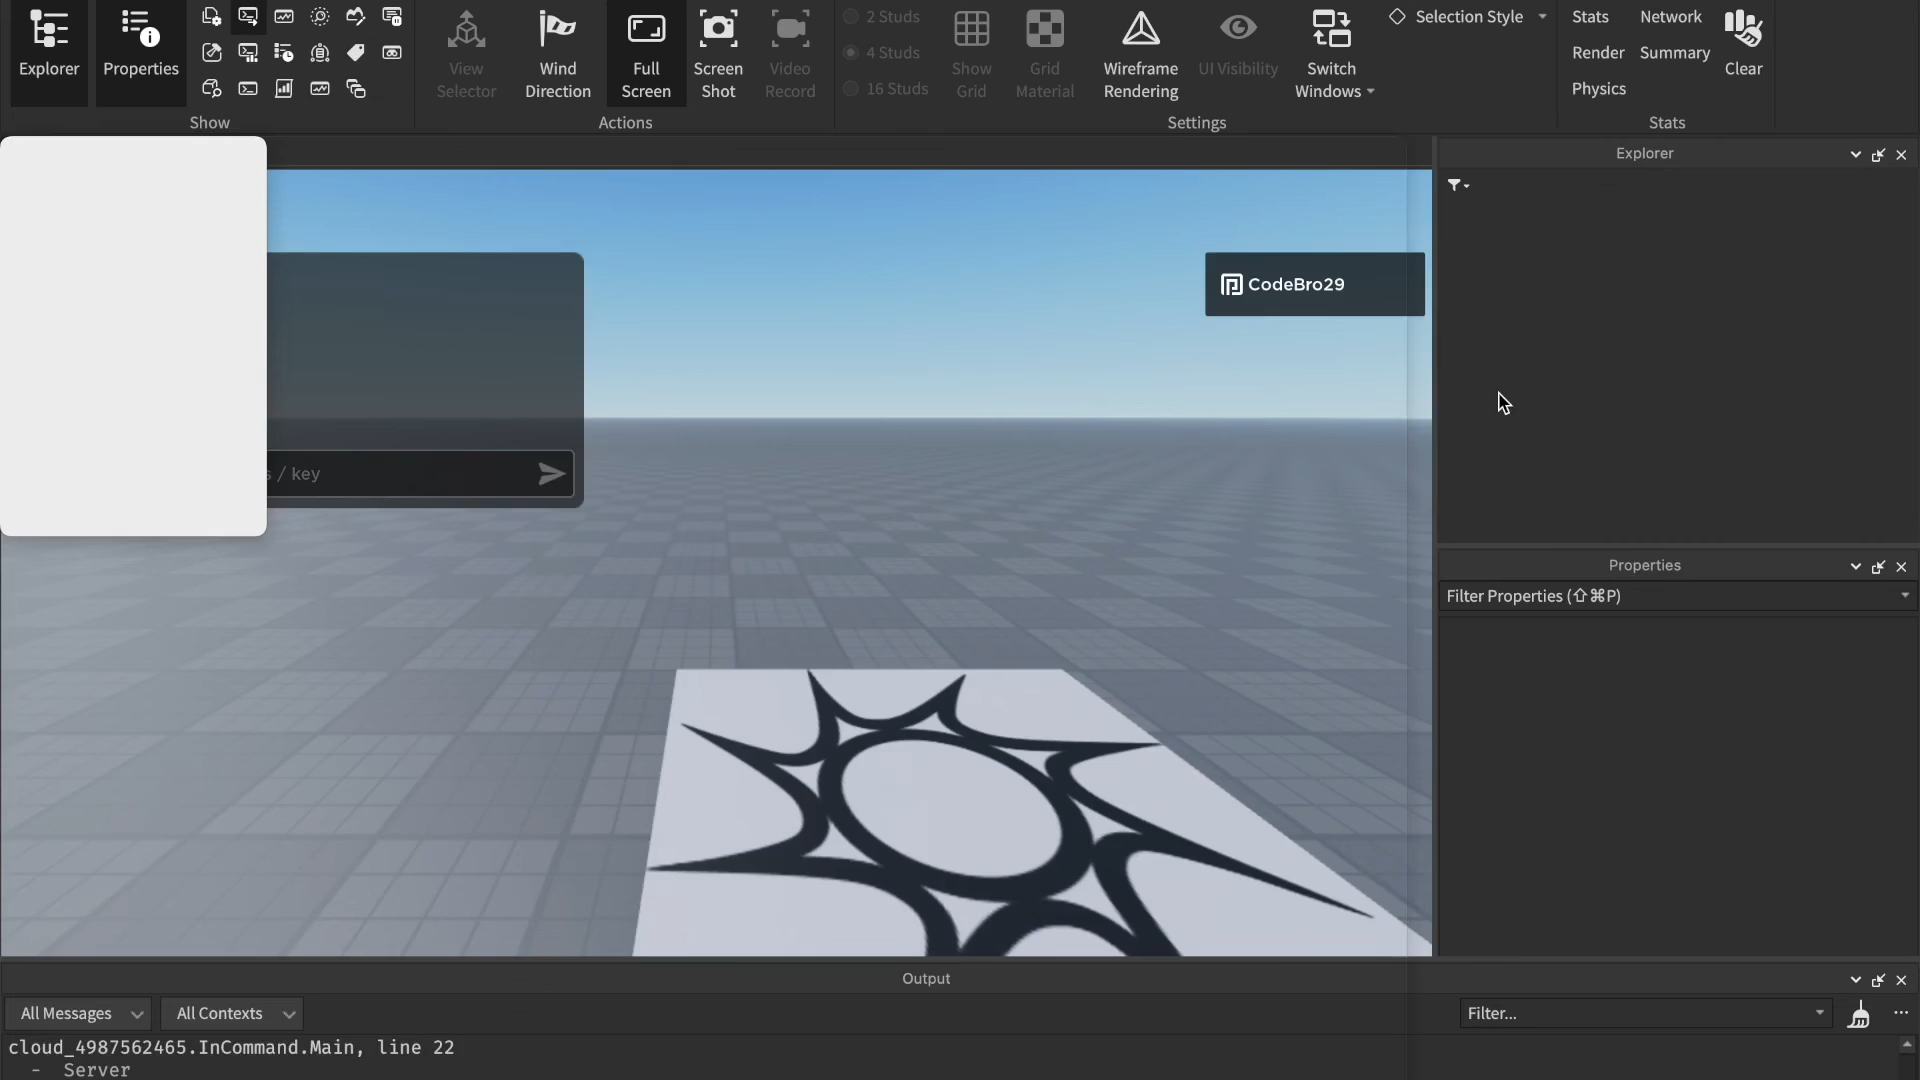 Explorer
Properties
View
Selector
Wind
Direction
Full
Screen
Screen
Shot
Video
Record
2 Studs
4 Studs
16 Studs
Show
Grid
Grid
Material
Wireframe
Rendering
UI Visibility
Switch
Windows
Selection Style
Stats
Network
Render
Summary
Physics
Clear
Show
Actions
Settings
Stats
Explorer
CodeBro29
/ key
Properties
Filter Properties (⇧⌘P)
Output
All Messages
All Contexts
Filter...
cloud_4987562465.InCommand.Main, line 22
- Server